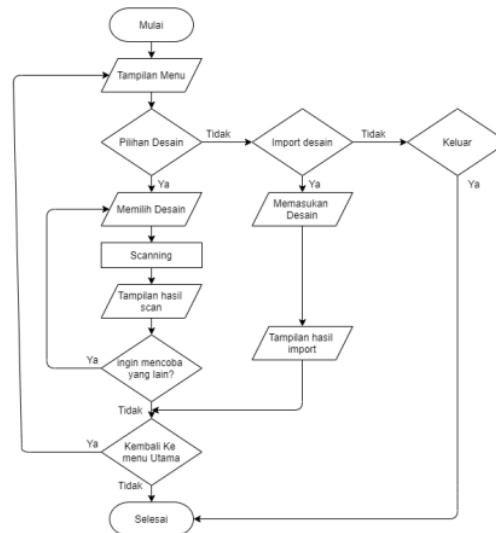 Mulai
Tampilan Menu
Pilihan Desain
Tidak
Import desain
Tidak
Keluar
Ya
Ya
Ya
Memilih Desain
Memasukan
Desain
Scanning
Tampilan hasil
scan
Tampilan hasil
import
Ya
ingin mencoba
yang lain?
Tidak
Ya
Kembali Ke
menu Utama
Tidak
Selesai